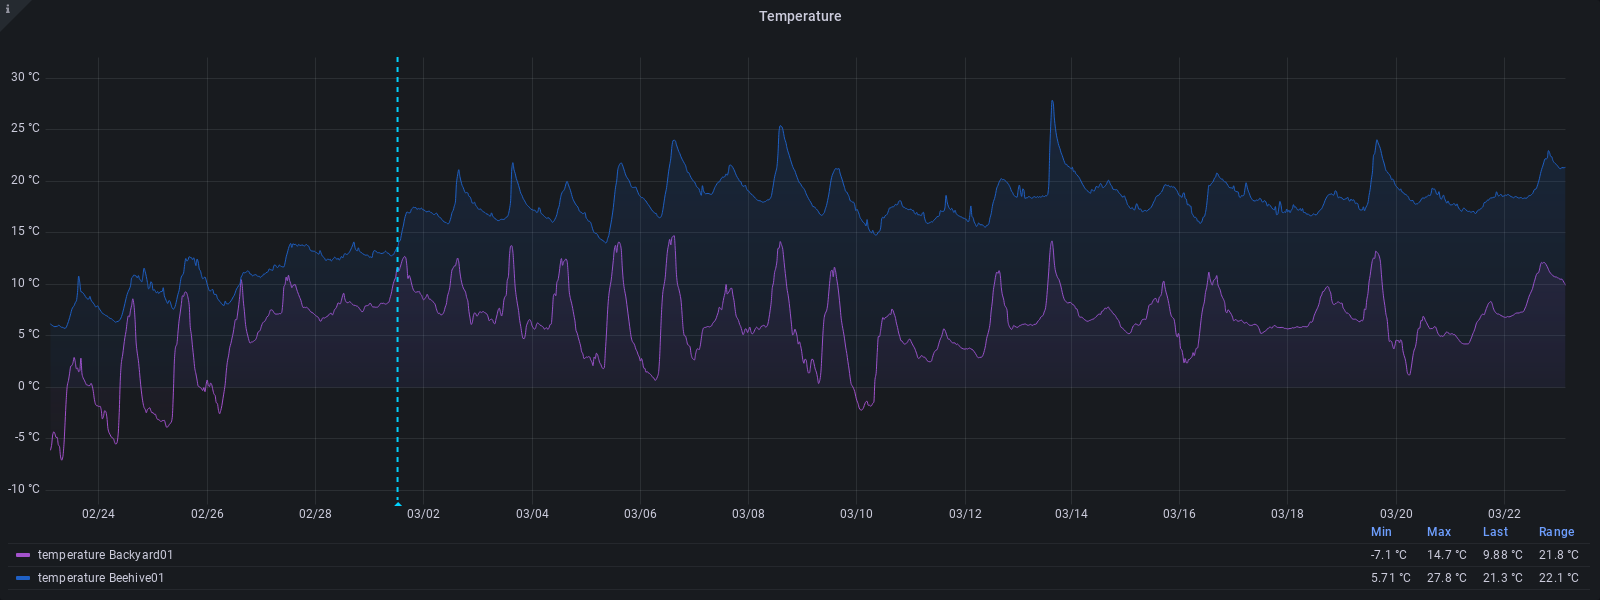 i
Temperature
30 °C
25 °C
20 °C
15 °C
10 °C
5 °C
0 °C
-5 °C
-10 °C
02/24 02/26 02/28 03/02 03/04 03/06 03/08 03/10 03/12 03/14 03/16 03/18 03/20 03/22
Min Max Last Range
temperature Backyard01 -7.1 °C 14.7 °C 9.88 °C 21.8 °C
temperature Beehive01 5.71 °C 27.8 °C 21.3 °C 22.1 °C